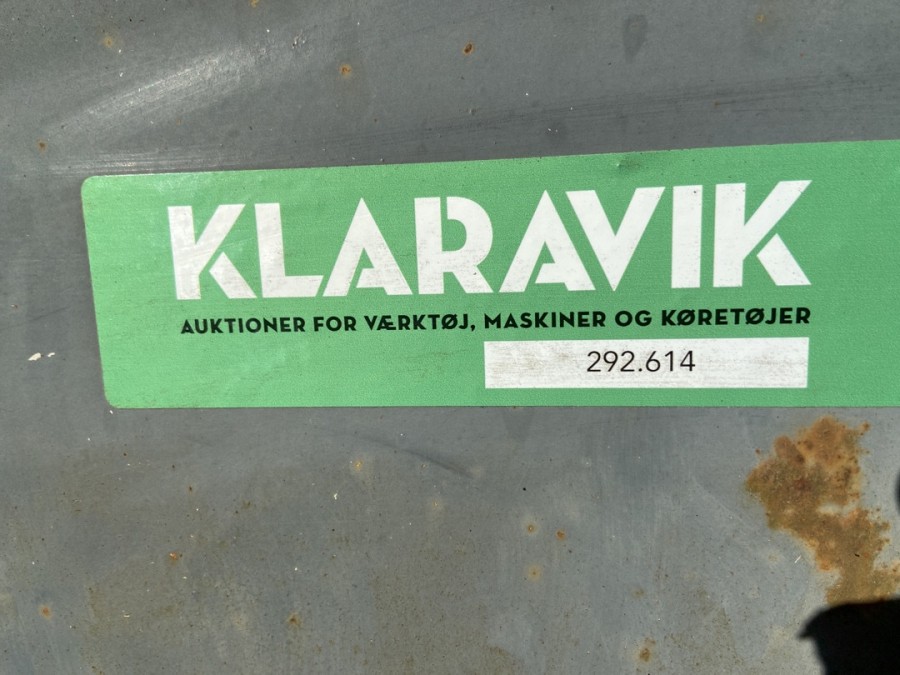 KLARAVIK
AUKTIONER FOR VÆRKTØJ, MASKINER OG KØRETØJER
292.614